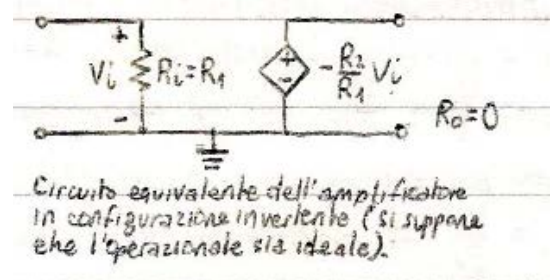 + + -
Vi Ri=R1 -R2/R1 Vi
- Ro=0
Circuito equivalente dell'amplificatore
in configurazione invertente (si suppone
che l'operazionale sia ideale).